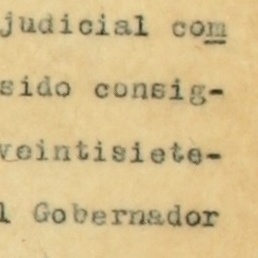 judicial com
sido consig-
veintisiete-
l Gobernador